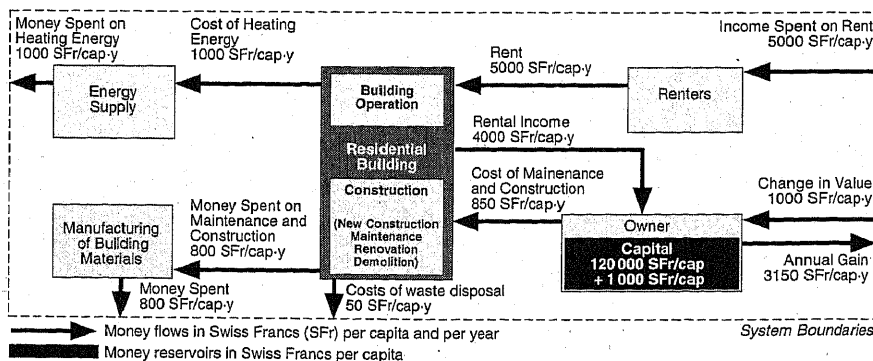 Money Spent on
Heating Energy
1000 SFr/cap·y
Cost of Heating
Energy
1000 SFr/cap·y
Rent
5000 SFr/cap·y
Income Spent on Rent
5000 SFr/cap·y
Energy
Supply
Building
Operation
Renters
Residential
Building
Rental Income
4000 SFr/cap·y
Construction
(New Construction
Maintenance
Renovation
Demolition)
Cost of Mainenance
and Construction
850 SFr/cap·y
Change in Value
1000 SFr/cap·y
Money Spent on
Maintenance and
Construction
800 SFr/cap·y
Manufacturing
of Building
Materials
Owner
Capital
120 000 SFr/cap
+ 1 000 SFr/cap
Annual Gain
3150 SFr/cap·y
Money Spent
800 SFr/cap·y
Costs of waste disposal
50 SFr/cap·y
Money flows in Swiss Francs (SFr) per capita and per year
System Boundaries
Money reservoirs in Swiss Francs per capita